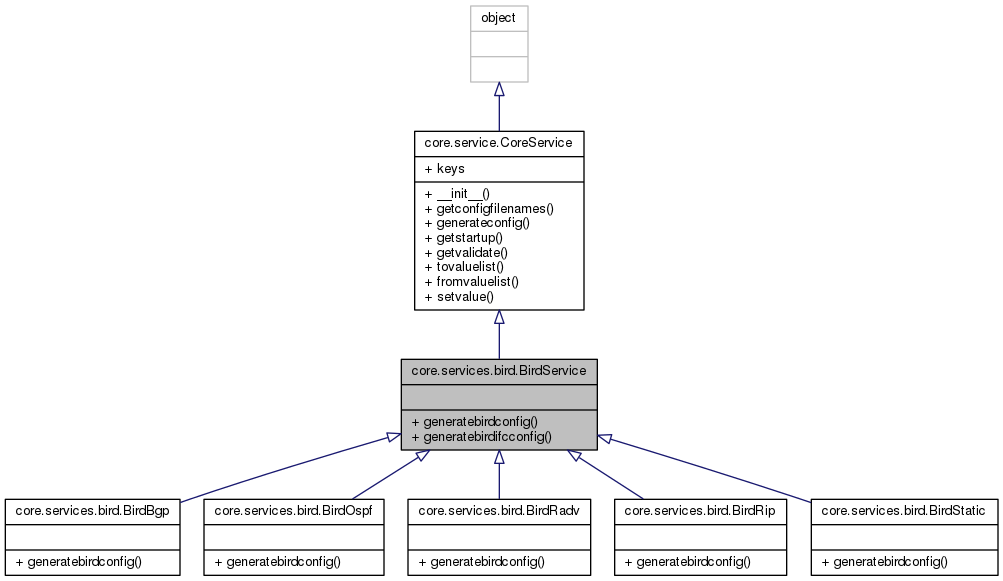 object
core.service.CoreService
+ keys
+ __init__()
+ getconfigfilenames()
+ generateconfig()
+ getstartup()
+ getvalidate()
+ tovaluelist()
+ fromvaluelist()
+ setvalue()
core.services.bird.BirdService
+ generatebirdconfig()
+ generatebirdifcconfig()
core.services.bird.BirdBgp
+ generatebirdconfig()
core.services.bird.BirdOspf
+ generatebirdconfig()
core.services.bird.BirdRadv
+ generatebirdconfig()
core.services.bird.BirdRip
+ generatebirdconfig()
core.services.bird.BirdStatic
+ generatebirdconfig()